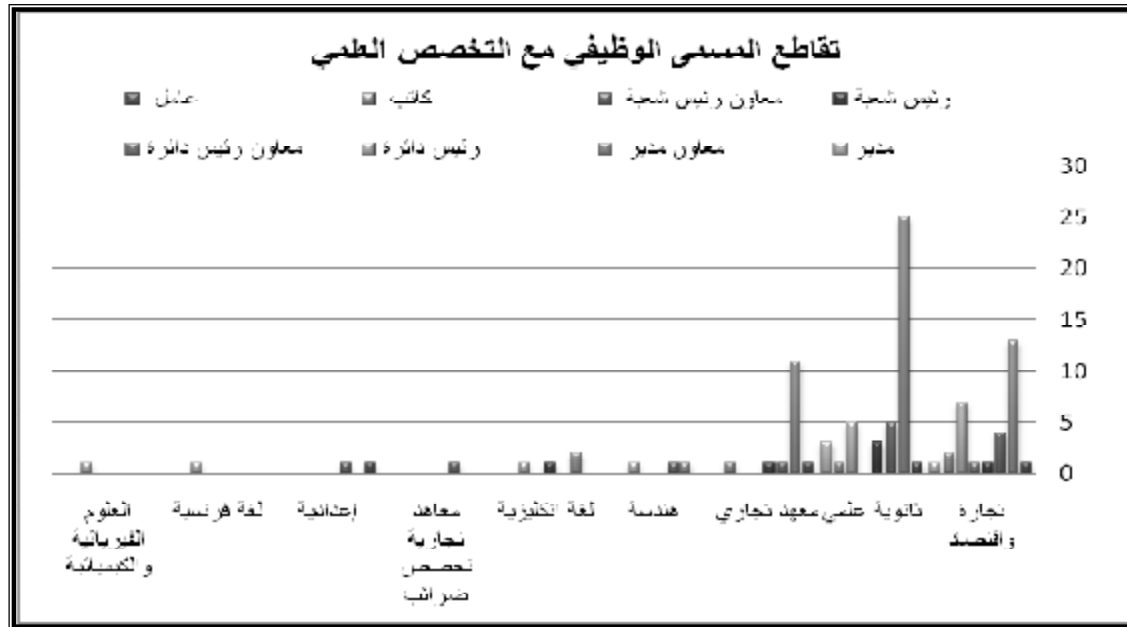 تقاطع المسمى الوظيفي مع التخصص العلمي
رئيس شعبة معاون رئيس شعبة كاتب عامل
مدير معاون مدير رئيس دائرة معاون رئيس دائرة
30
25
20
15
10
5
0
تجارة واقتصاد
ثانوية
علمي
معهد تجاري
هندسة
لغة انكليزية
معاهد تجارية تخصص ضرائب
إعدادية
لغة فرنسية
العلوم الفيزيائية والكيميائية